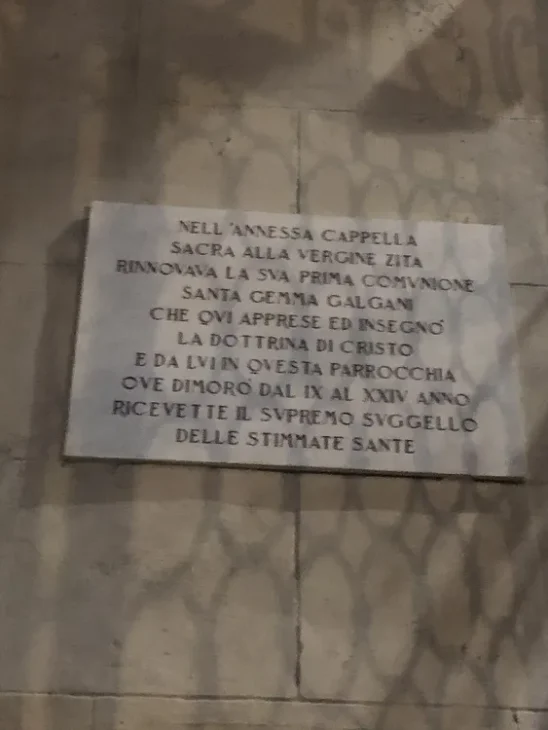 NELL'ANNESSA CAPPELLA
SACRA ALLA VERGINE ZITA
RINNOVAVA LA SVA PRIMA COMVNIONE
SANTA GEMMA GALGANI
CHE QVI APPRESE ED INSEGNO'
LA DOTTRINA DI CRISTO
E DA LVI IN QVESTA PARROCCHIA
OVE DIMORO' DAL IX AL XXIV ANNO
RICEVETTE IL SVPREMO SVGGELLO
DELLE STIMMATE SANTE